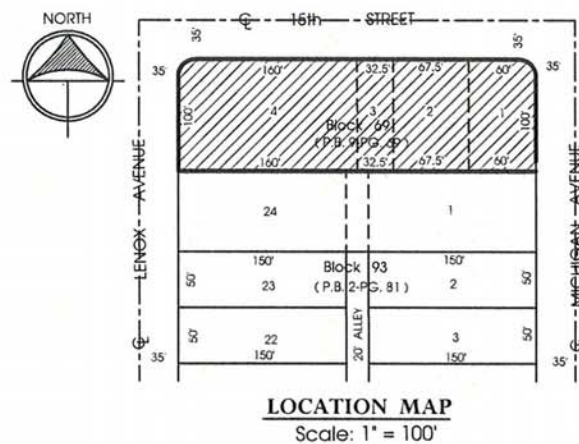 NORTH
℄ 15th STREET
35' 35'
35' 35'
160' 32.5' 67.5' 60'
100' 4 3 2 1 100'
Block 69
( P.B. 9-PG. 69 )
160' 32.5' 67.5' 60'
LENOX AVENUE
MICHIGAN AVENUE
24 1
150' 150'
Block 93
50' 23 ( P.B. 2-PG. 81 ) 2 50'
50' 22 20' ALLEY 3 50'
℄ ℄
35' 150' 150' 35'
LOCATION MAP
Scale: 1" = 100'